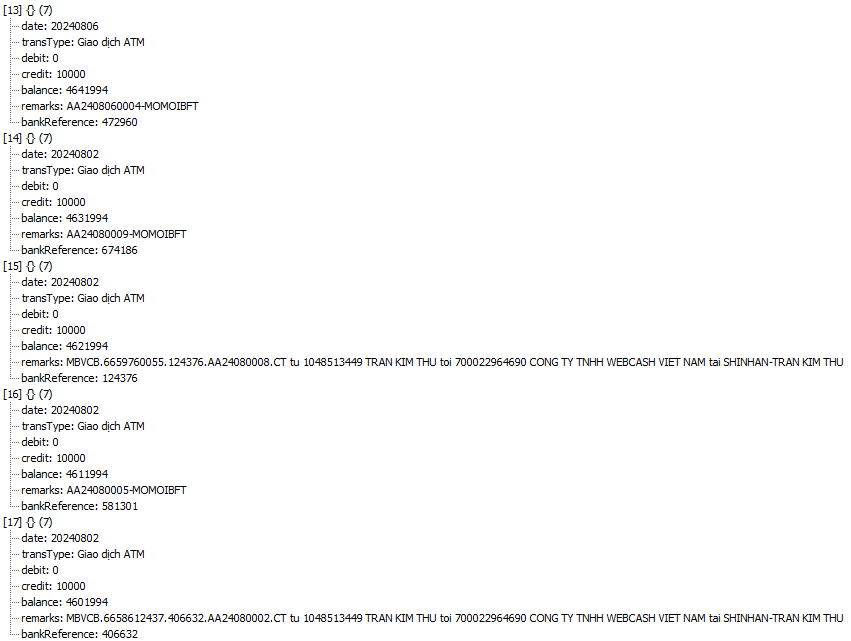 [13] {} (7)
date: 20240806
transType: Giao dịch ATM
debit: 0
credit: 10000
balance: 4641994
remarks: AA2408060004-MOMOIBFT
bankReference: 472960
[14] {} (7)
date: 20240802
transType: Giao dịch ATM
debit: 0
credit: 10000
balance: 4631994
remarks: AA24080009-MOMOIBFT
bankReference: 674186
[15] {} (7)
date: 20240802
transType: Giao dịch ATM
debit: 0
credit: 10000
balance: 4621994
remarks: MBVCB.6659760055.124376.AA24080008.CT tu 1048513449 TRAN KIM THU toi 700022964690 CONG TY TNHH WEBCASH VIET NAM tai SHINHAN-TRAN KIM THU
bankReference: 124376
[16] {} (7)
date: 20240802
transType: Giao dịch ATM
debit: 0
credit: 10000
balance: 4611994
remarks: AA24080005-MOMOIBFT
bankReference: 581301
[17] {} (7)
date: 20240802
transType: Giao dịch ATM
debit: 0
credit: 10000
balance: 4601994
remarks: MBVCB.6658612437.406632.AA24080002.CT tu 1048513449 TRAN KIM THU toi 700022964690 CONG TY TNHH WEBCASH VIET NAM tai SHINHAN-TRAN KIM THU
bankReference: 406632